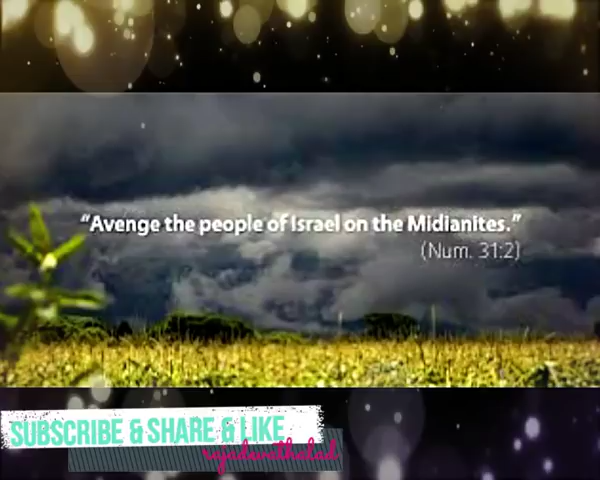 “Avenge the people of Israel on the Midianites.”
(Num. 31:2)
SUBSCRIBE & SHARE & LIKE